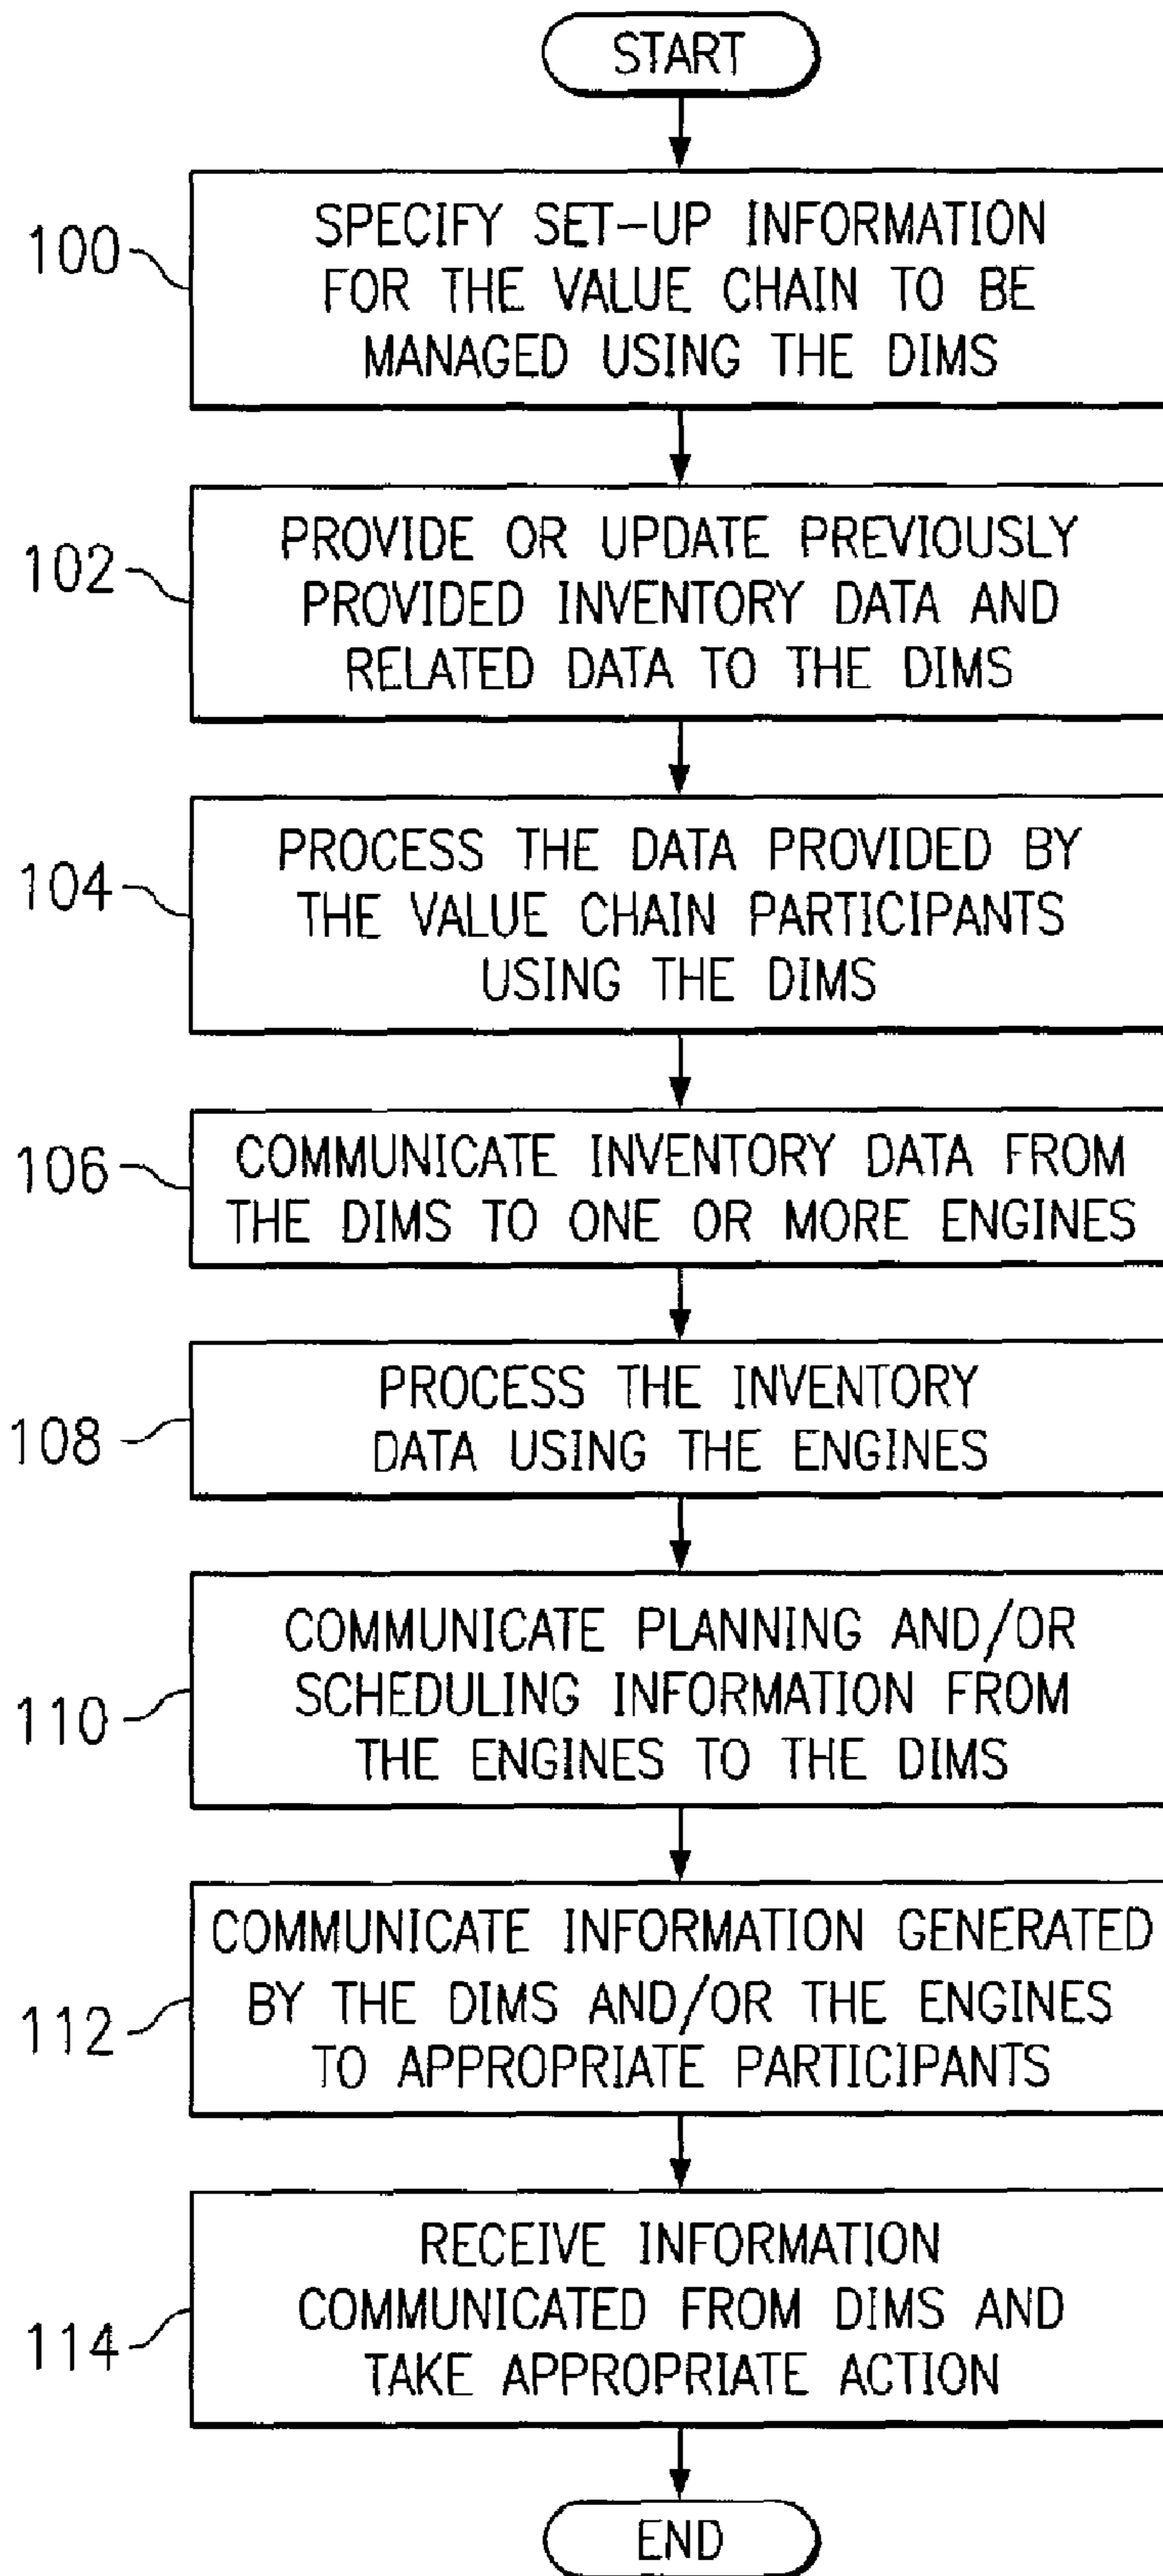 START
100
SPECIFY SET-UP INFORMATION
FOR THE VALUE CHAIN TO BE
MANAGED USING THE DIMS
102
PROVIDE OR UPDATE PREVIOUSLY
PROVIDED INVENTORY DATA AND
RELATED DATA TO THE DIMS
104
PROCESS THE DATA PROVIDED BY
THE VALUE CHAIN PARTICIPANTS
USING THE DIMS
106
COMMUNICATE INVENTORY DATA FROM
THE DIMS TO ONE OR MORE ENGINES
108
PROCESS THE INVENTORY
DATA USING THE ENGINES
110
COMMUNICATE PLANNING AND/OR
SCHEDULING INFORMATION FROM
THE ENGINES TO THE DIMS
112
COMMUNICATE INFORMATION GENERATED
BY THE DIMS AND/OR THE ENGINES
TO APPROPRIATE PARTICIPANTS
114
RECEIVE INFORMATION
COMMUNICATED FROM DIMS AND
TAKE APPROPRIATE ACTION
END